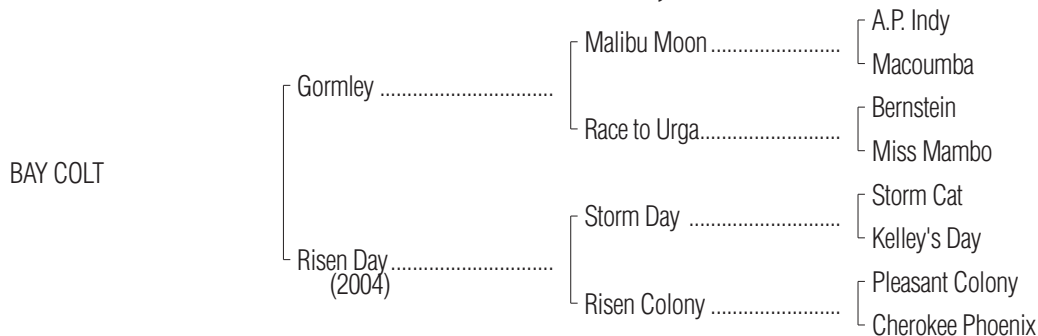 A.P. Indy
Malibu Moon ............................
Macoumba
Gormley .....................................
Bernstein
Race to Urga..............................
Miss Mambo
BAY COLT
Storm Cat
Storm Day ................................
Kelley's Day
Risen Day...................................
(2004)
Pleasant Colony
Risen Colony ............................
Cherokee Phoenix